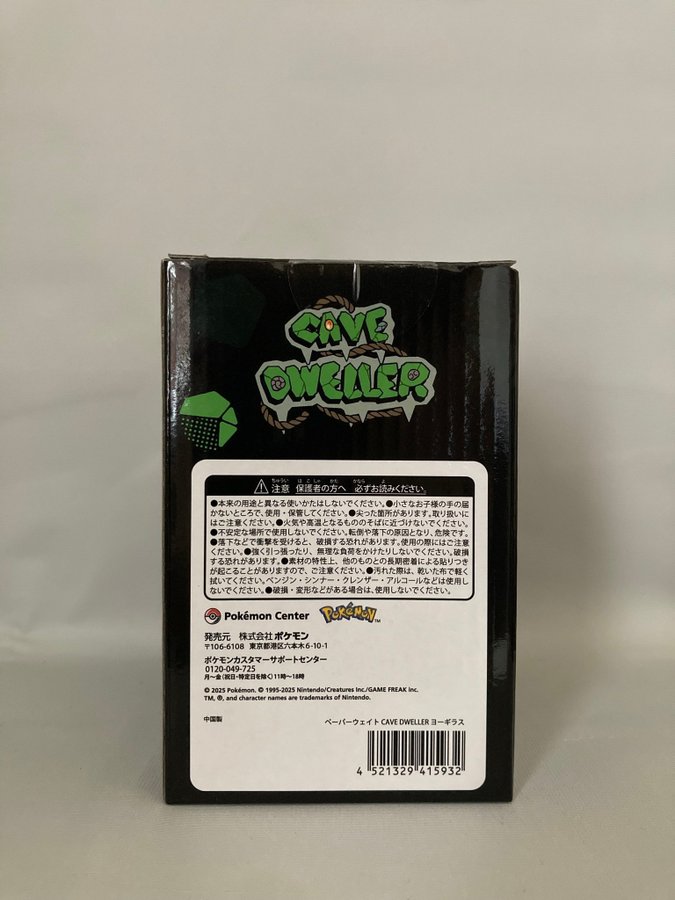 CAVE
DWELLER
注意 保護者の方へ 必ずお読みください。
●本来の用途と異なる使いかたはしないでください。●小さなお子様の手の届
かないところで、使用・保管してください。●尖った箇所があります。取り扱いに
はご注意ください。●火気や高温となるもののそばに近づけないでください。
●不安定な場所で使用しないでください。転倒や落下の原因となり、危険です。
●落下などで衝撃を受けると、破損する恐れがあります。使用の際にはご注意
ください。●強く引っ張ったり、無理な負荷をかけたりしないでください。破損
する恐れがあります。●素材の特性上、他のものとの長期密着による貼りつき
が起こることがありますので、ご注意ください。●汚れた際は、乾いた布で軽く
拭いてください。ベンジン・シンナー・クレンザー・アルコールなどは使用し
ないでください。●破損・変形などがある場合は、使用しないでください。
Pokémon Center POKÉMON™
発売元 株式会社ポケモン
〒106-6108 東京都港区六本木6-10-1
ポケモンカスタマーサポートセンター
0120-49-725
月～金(祝日・特定日を除く)11時～18時
© 2025 Pokémon. © 1995-2025 Nintendo/Creatures Inc./GAME FREAK inc.
TM, ®, and character names are trademarks of Nintendo.
中国製
ペーパーウェイト CAVE DWELLER ヨーギラス
4 521329 415932